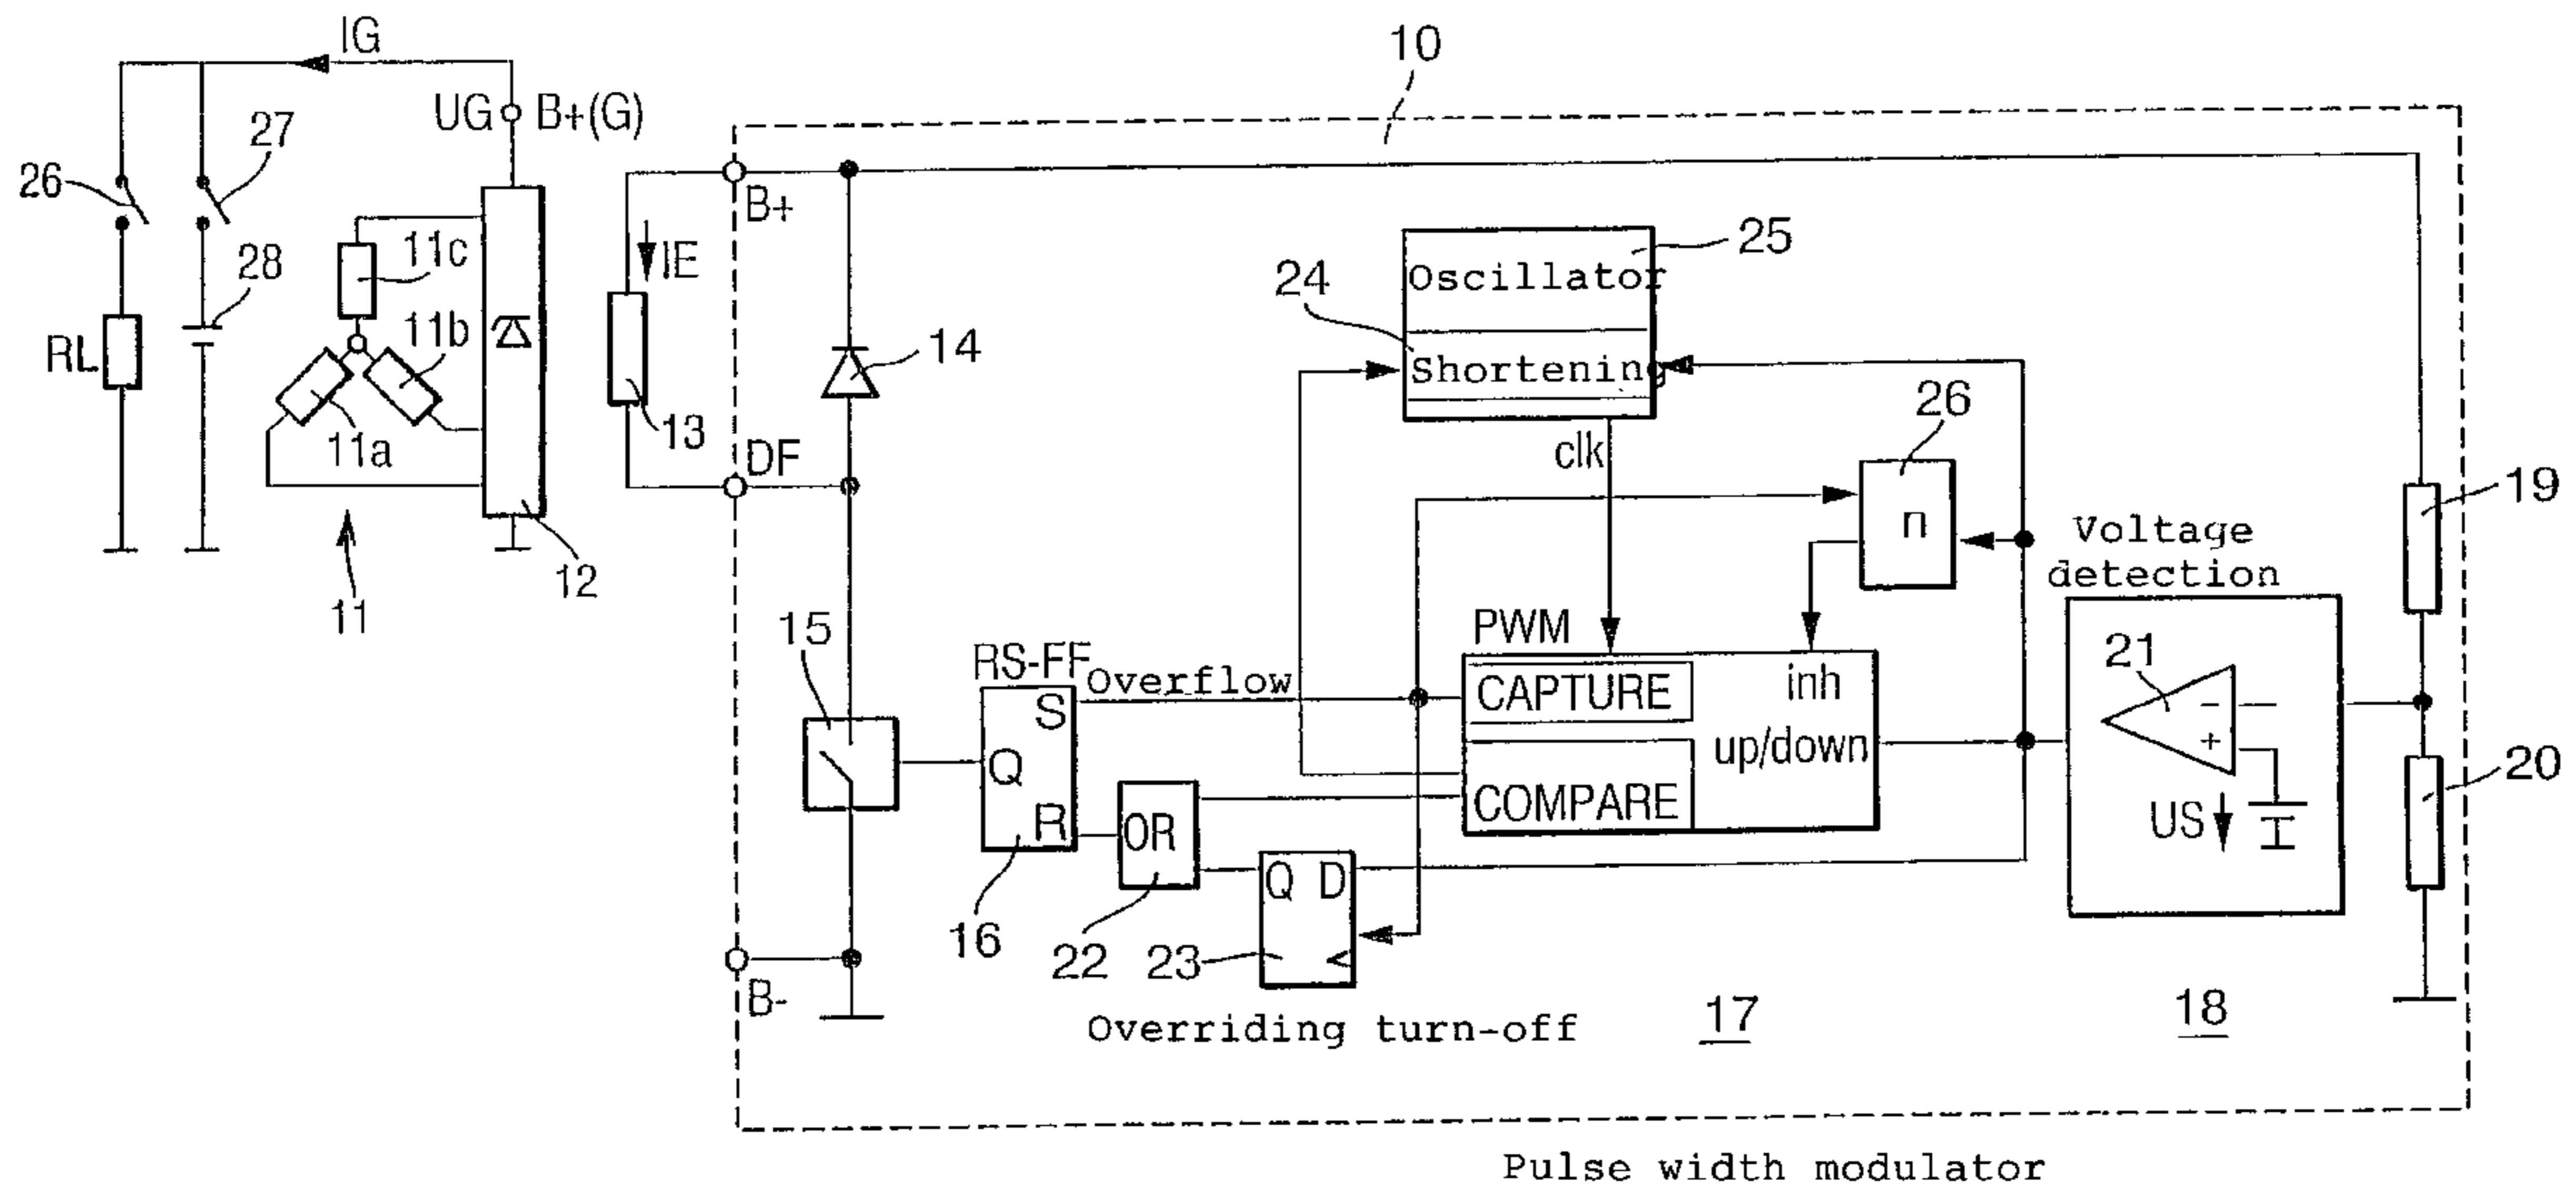 IG
10
UG B+(G)
27
26
B+
25
11c
28
IE
Oscillator
24
11b
14
RL
Shortening
26
13
clk
11a
DF
19
n
Voltage
detection
12
11
15
PWM
RS-FF
Overflow
21
S
CAPTURE
inh
−
up/down
+
Q
20
COMPARE
US
R
OR
Q D
16
22
23
B-
17
18
Overriding turn-off
Pulse width modulator